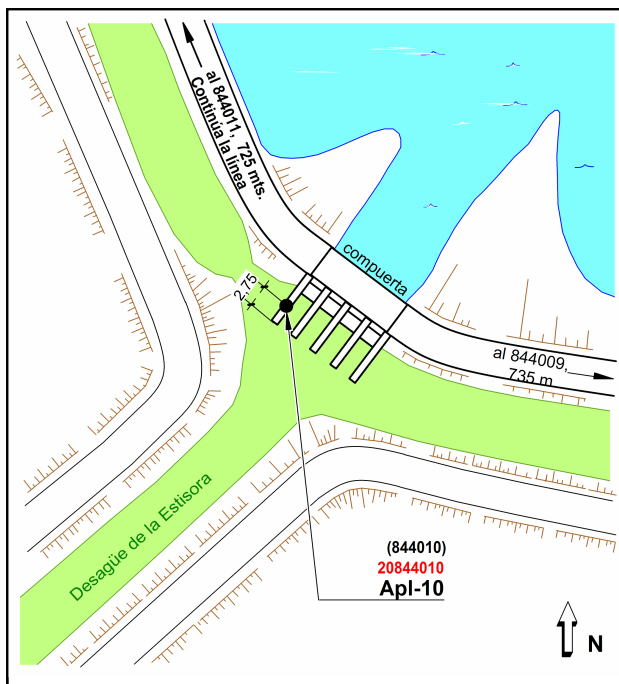 al 844011, 725 mts.
Continúa la línea
compuerta
2,75
al 844009,
735 m
Desagüe de la Estisora
(844010)
20844010
Apl-10
N